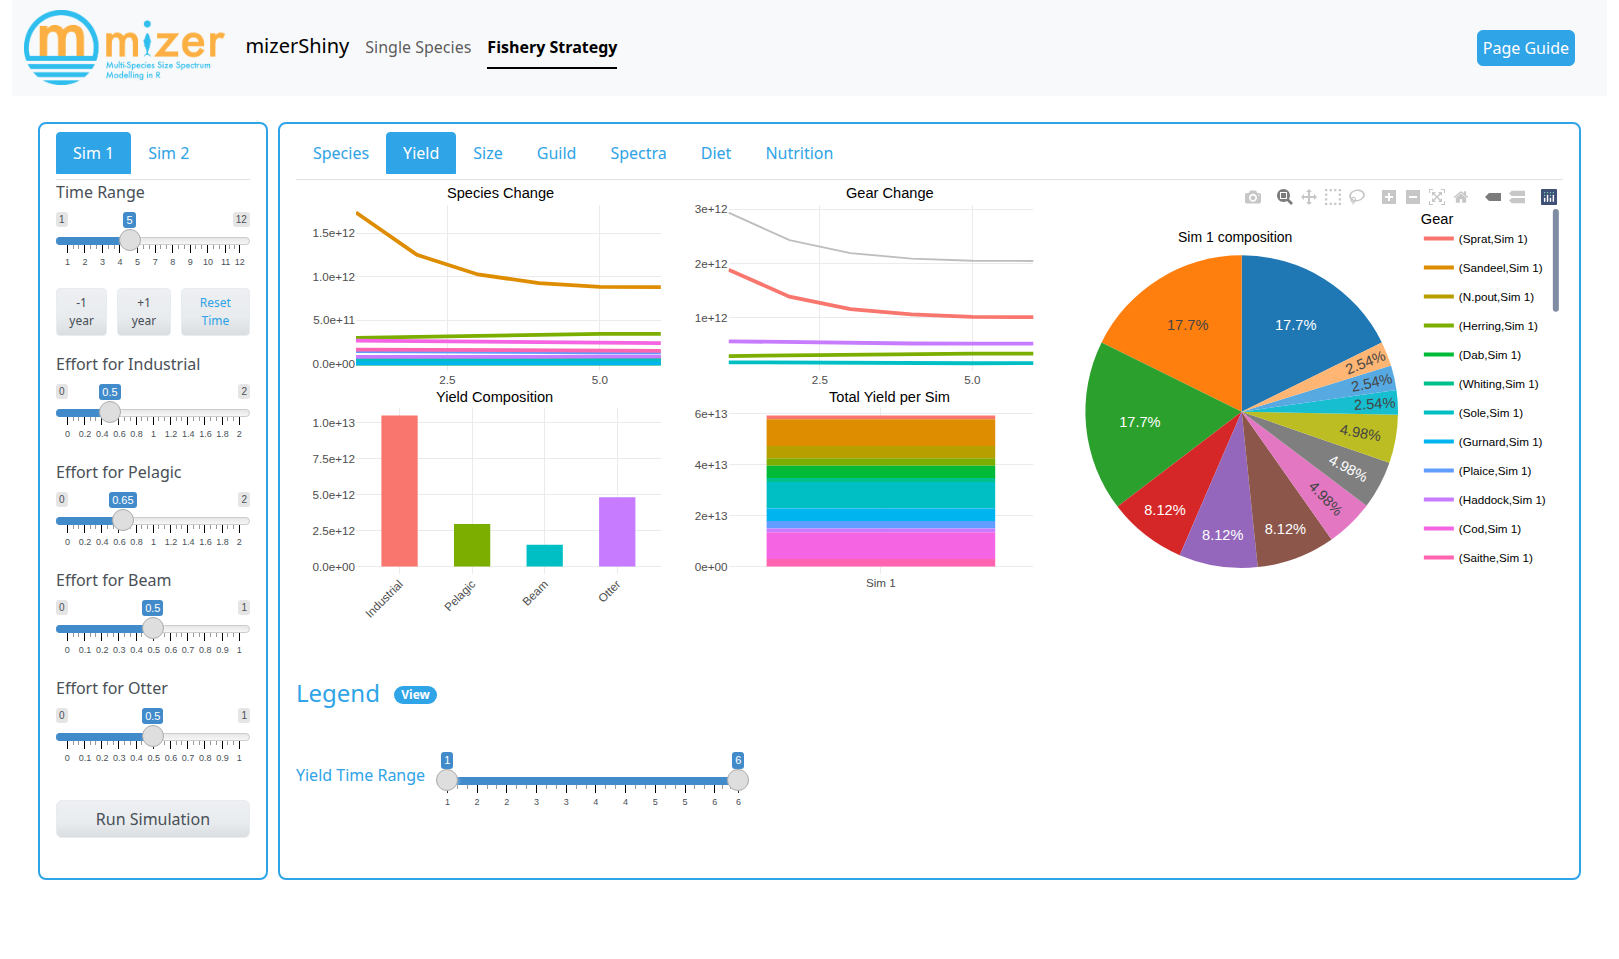 mizer
Multi-Species Size Spectrum
Modelling in R
mizerShiny Single Species Fishery Strategy Page Guide
Sim 1 Sim 2
Time Range
1 5 12
1 2 3 4 5 7 8 9 10 11 12
-1 year +1 year Reset Time
Effort for Industrial
0 0.5 2
0 0.2 0.4 0.6 0.8 1 1.2 1.4 1.6 1.8 2
Effort for Pelagic
0 0.65 2
0 0.2 0.4 0.6 0.8 1 1.2 1.4 1.6 1.8 2
Effort for Beam
0 0.5 1
0 0.1 0.2 0.3 0.4 0.5 0.6 0.7 0.8 0.9 1
Effort for Otter
0 0.5 1
0 0.1 0.2 0.3 0.4 0.5 0.6 0.7 0.8 0.9 1
Run Simulation
Species Yield Size Guild Spectra Diet Nutrition
Species Change
1.5e+12
1.0e+12
5.0e+11
0.0e+00
2.5 5.0
Gear Change
3e+12
2e+12
1e+12
2.5 5.0
Yield Composition
1.0e+13
7.5e+12
5.0e+12
2.5e+12
0.0e+00
Industrial Pelagic Beam Otter
Total Yield per Sim
6e+13
4e+13
2e+13
0e+00
Sim 1
Sim 1 composition
17.7%
17.7%
17.7%
8.12%
8.12%
8.12%
4.98%
4.98%
4.98%
2.54%
2.54%
2.54%
Gear
(Sprat,Sim 1)
(Sandeel,Sim 1)
(N.pout,Sim 1)
(Herring,Sim 1)
(Dab,Sim 1)
(Whiting,Sim 1)
(Sole,Sim 1)
(Gurnard,Sim 1)
(Plaice,Sim 1)
(Haddock,Sim 1)
(Cod,Sim 1)
(Saithe,Sim 1)
Legend View
Yield Time Range
1 6
1 2 2 3 3 4 4 5 5 6 6